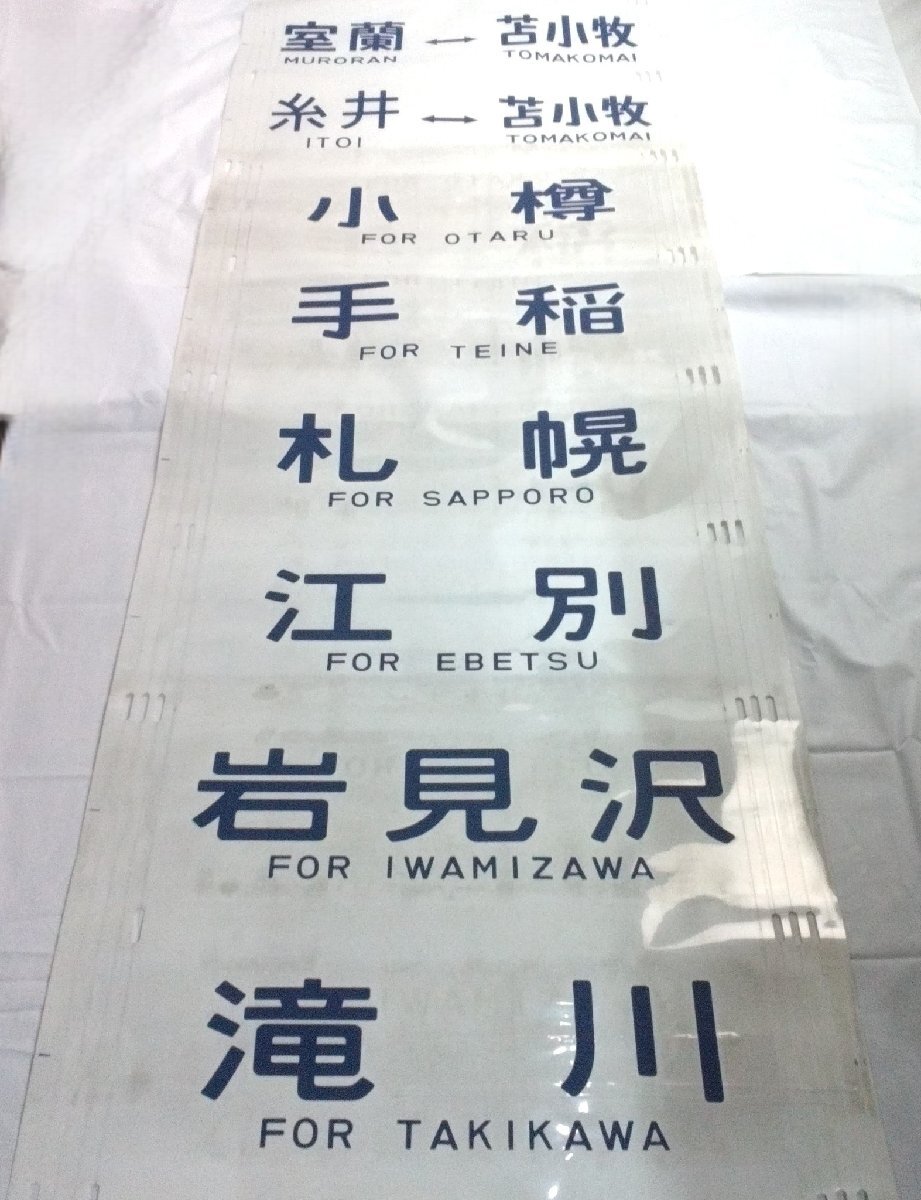 室蘭 ↔ 苫小牧
MURORAN TOMAKOMAI
糸井 ↔ 苫小牧
ITOI TOMAKOMAI
小樽
FOR OTARU
手稲
FOR TEINE
札幌
FOR SAPPORO
江別
FOR EBETSU
岩見沢
FOR IWAMIZAWA
滝川
FOR TAKIKAWA